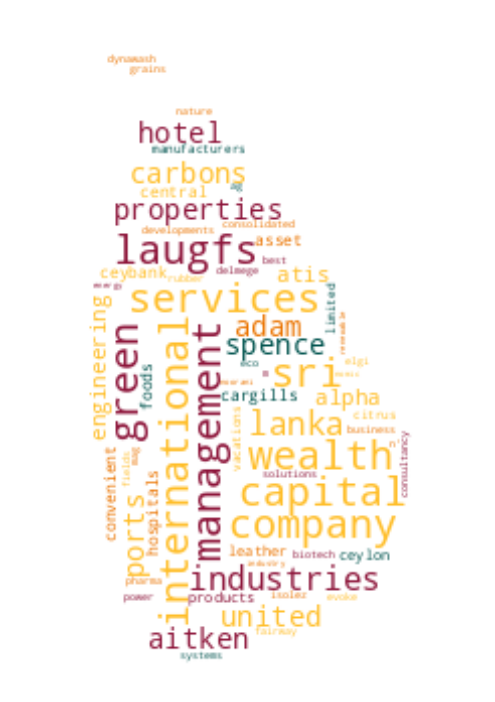 dynawash
grains
nature
hotel
manufacturers
carbons
ag
central
properties
consolidated
developments
asset
laugfs
best
delmege
ceybank
rubber
atis
services
limited
engineering
international
green
management
adam
renewable
spence
eco
elgi
foods
sri
cargills
alpha
vacations
citrus
lanka
business
consultancy
wealth
convenient
fields
mag
hospitals
solutions
capital
ports
company
leather
biotech
ceylon
industry
pharma
industries
power
products
isolez
evoke
united
fairway
aitken
systems